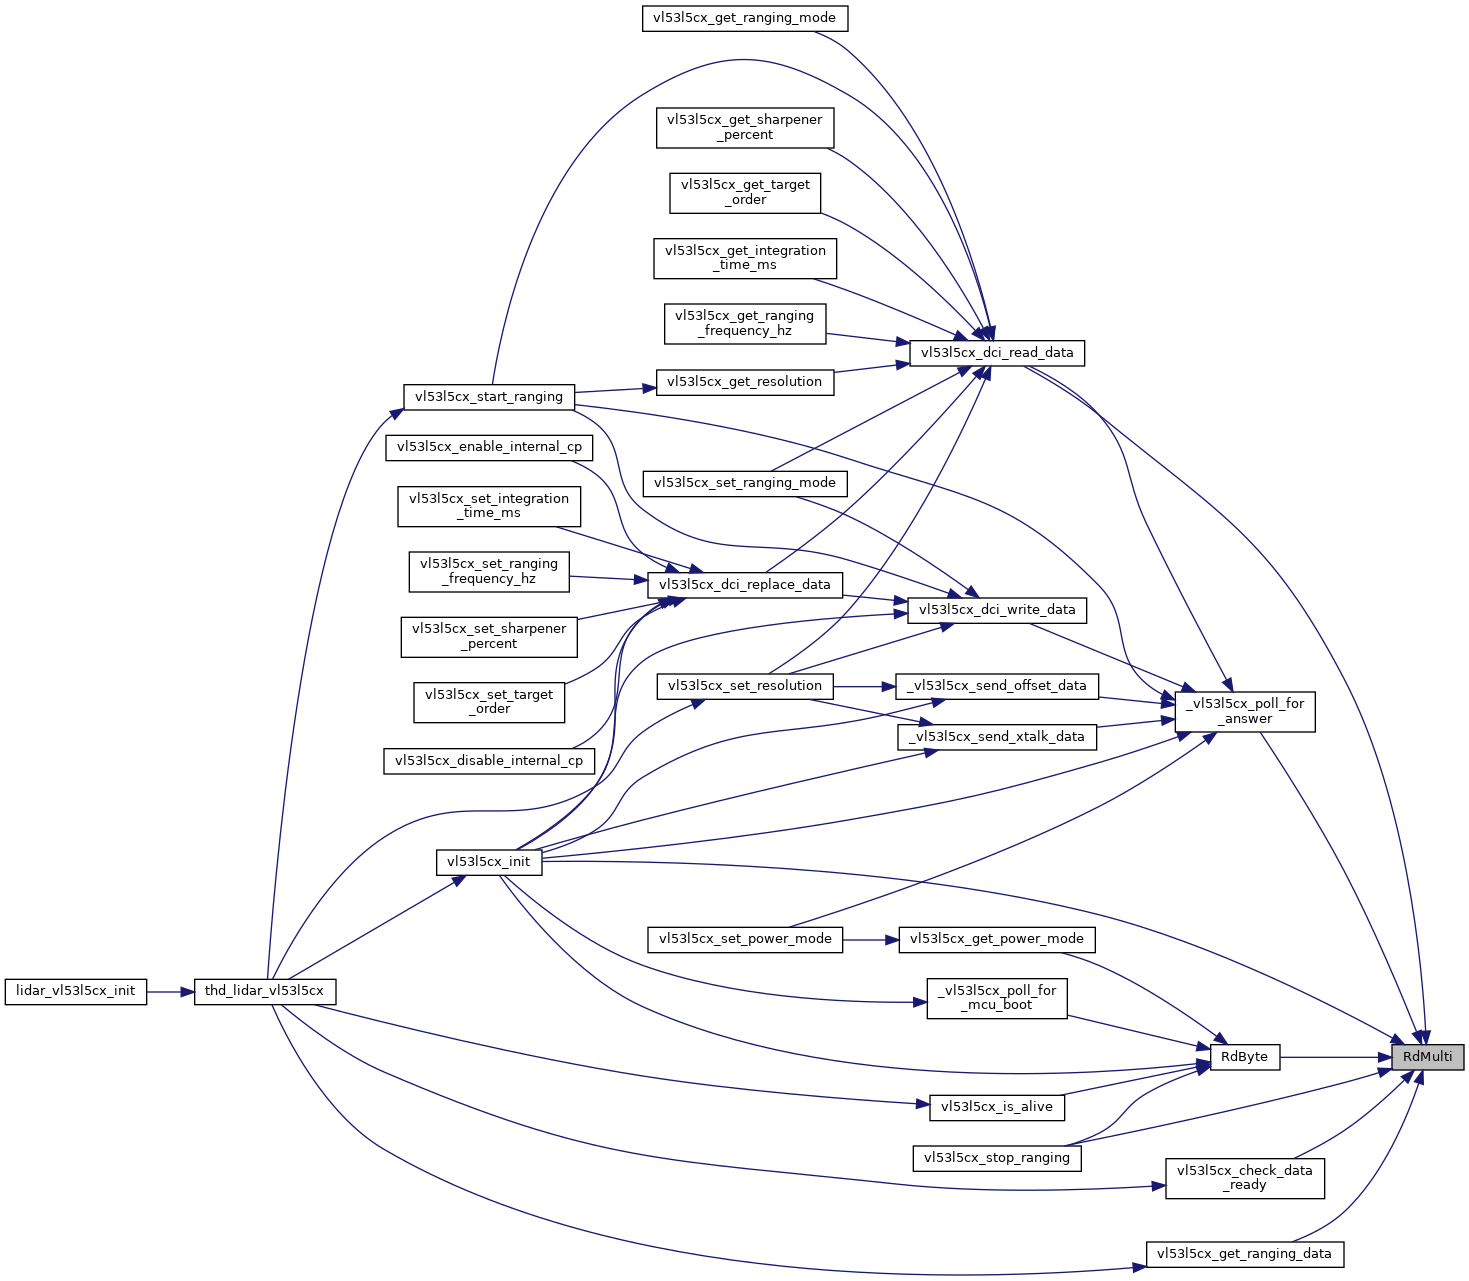 vl53l5cx_get_ranging_mode
vl53l5cx_get_sharpener
_percent
vl53l5cx_get_target
_order
vl53l5cx_get_integration
_time_ms
vl53l5cx_get_ranging
_frequency_hz
vl53l5cx_dci_read_data
vl53l5cx_get_resolution
vl53l5cx_start_ranging
vl53l5cx_enable_internal_cp
vl53l5cx_set_ranging_mode
vl53l5cx_set_integration
_time_ms
vl53l5cx_set_ranging
_frequency_hz
vl53l5cx_dci_replace_data
vl53l5cx_dci_write_data
vl53l5cx_set_sharpener
_percent
vl53l5cx_set_resolution
_vl53l5cx_send_offset_data
vl53l5cx_set_target
_order
_vl53l5cx_poll_for
_answer
_vl53l5cx_send_xtalk_data
vl53l5cx_disable_internal_cp
vl53l5cx_init
vl53l5cx_set_power_mode
vl53l5cx_get_power_mode
lidar_vl53l5cx_init
thd_lidar_vl53l5cx
_vl53l5cx_poll_for
_mcu_boot
RdByte
RdMulti
vl53l5cx_is_alive
vl53l5cx_stop_ranging
vl53l5cx_check_data
_ready
vl53l5cx_get_ranging_data